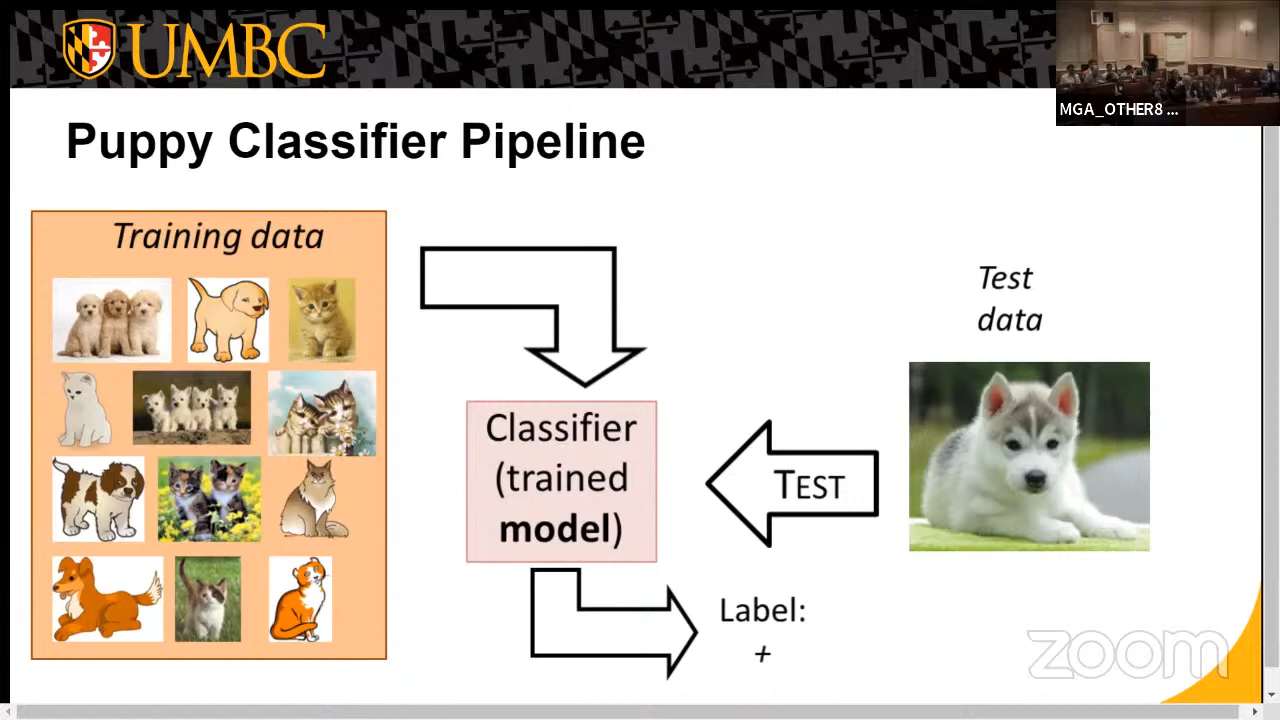 UMBC
MGA_OTHER8 ...
Puppy Classifier Pipeline
Training data
Test
data
Classifier
(trained
model)
TEST
Label:
+
zoom